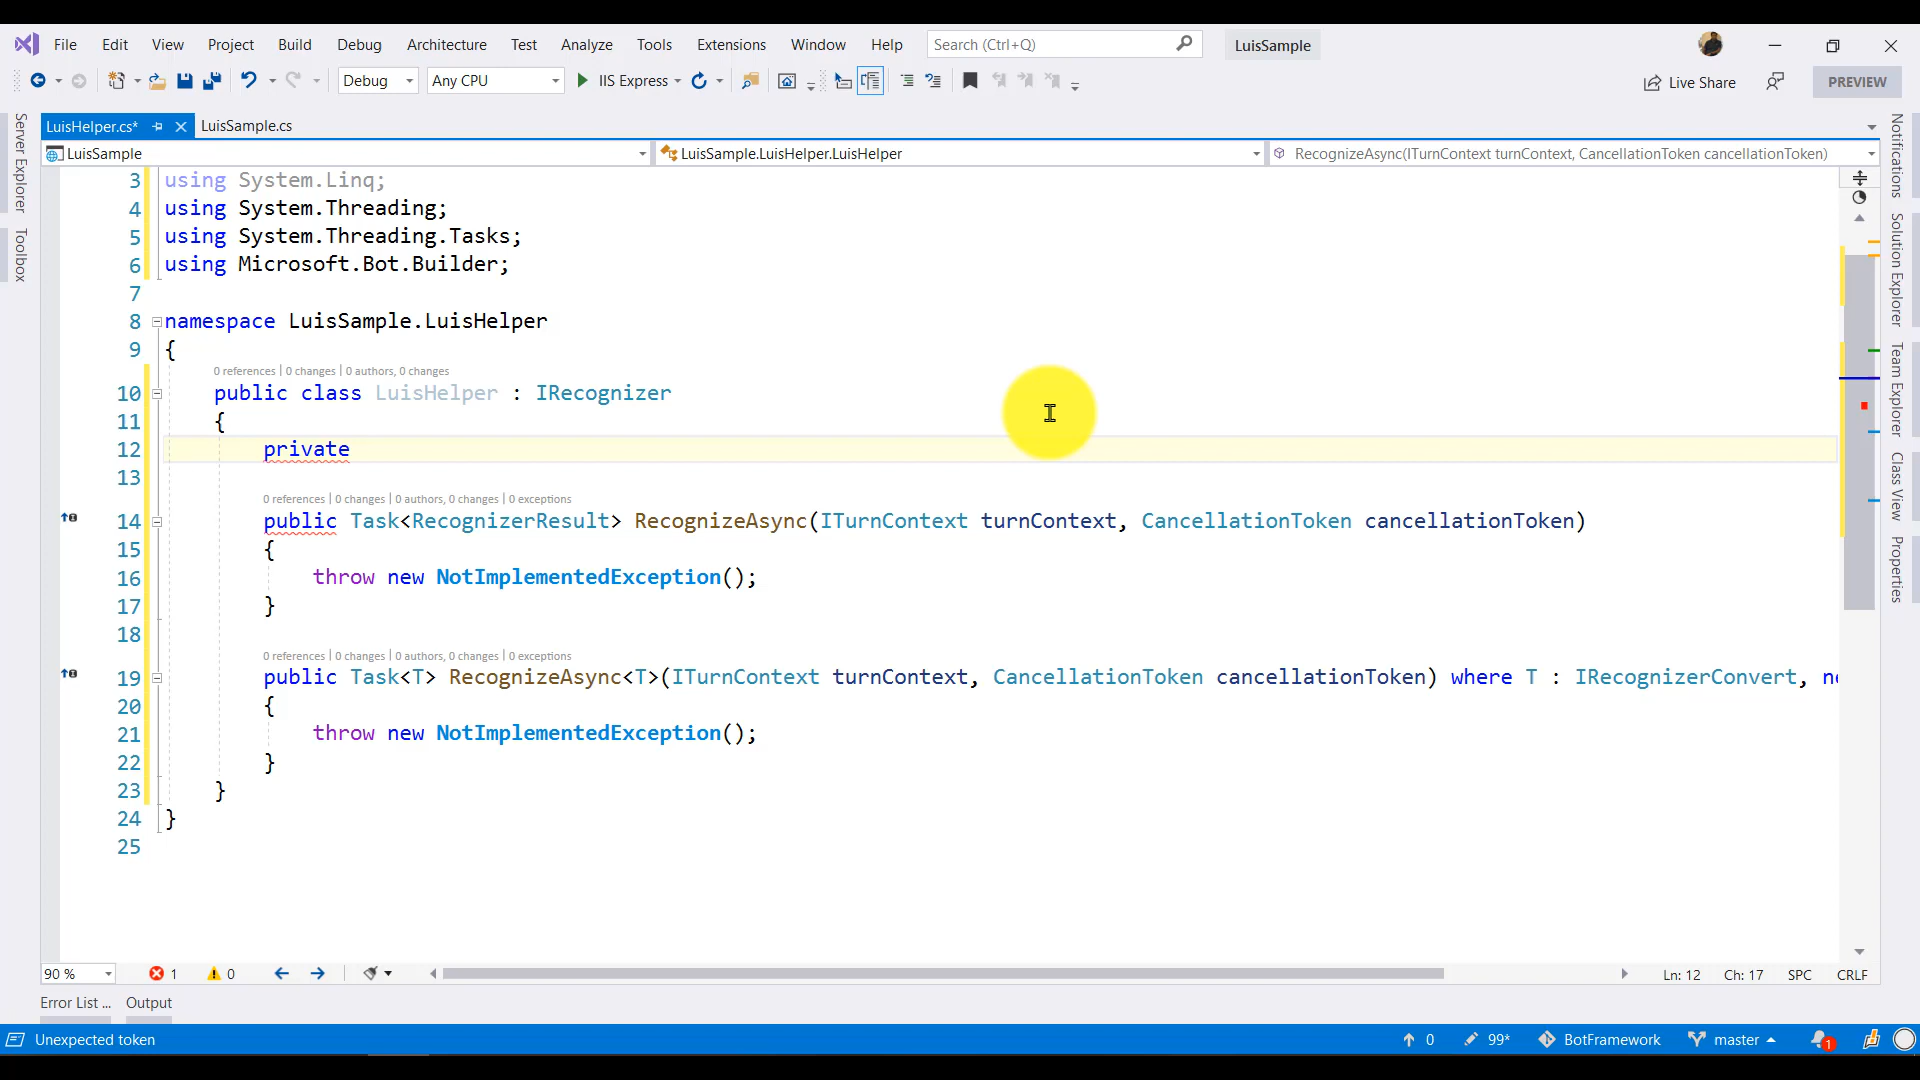 File Edit View Project Build Debug Architecture Test Analyze Tools Extensions Window Help Search (Ctrl+Q) LuisSample
Debug Any CPU IIS Express Live Share PREVIEW
LuisHelper.cs* LuisSample.cs
LuisSample LuisSample.LuisHelper.LuisHelper RecognizeAsync(ITurnContext turnContext, CancellationToken cancellationToken)
Server Explorer
Toolbox
Notifications
Solution Explorer
Team Explorer
Class View
Properties
3 using System.Linq;
4 using System.Threading;
5 using System.Threading.Tasks;
6 using Microsoft.Bot.Builder;
7
8 namespace LuisSample.LuisHelper
9 {
0 references | 0 changes | 0 authors, 0 changes
10 public class LuisHelper : IRecognizer
11 {
12 private
13
0 references | 0 changes | 0 authors, 0 changes | 0 exceptions
14 public Task<RecognizerResult> RecognizeAsync(ITurnContext turnContext, CancellationToken cancellationToken)
15 {
16 throw new NotImplementedException();
17 }
18
0 references | 0 changes | 0 authors, 0 changes | 0 exceptions
19 public Task<T> RecognizeAsync<T>(ITurnContext turnContext, CancellationToken cancellationToken) where T : IRecognizerConvert, ne
20 {
21 throw new NotImplementedException();
22 }
23 }
24 }
25
90 % 1 0 Ln: 12 Ch: 17 SPC CRLF
Error List ... Output
Unexpected token 0 99* BotFramework master 1